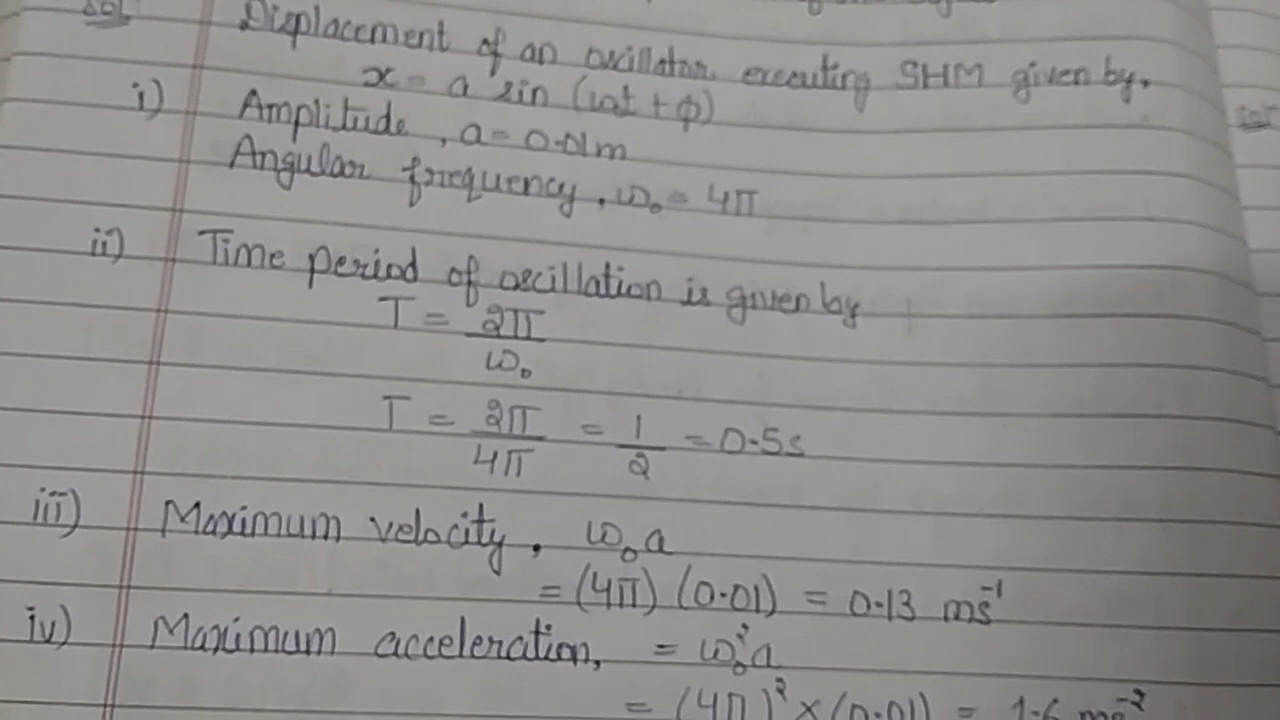 Sol
Displacement of an oscillator, executing SHM given by,
x = a sin (ωt + φ)
i) Amplitude, a = 0.01m
Angular frequency, ω₀ = 4π
ii) Time period of oscillation is given by
T = 2π/ω₀
T = 2π/4π = 1/2 = 0.5s
iii) Maximum velocity, ω₀a
= (4π) (0.01) = 0.13 ms⁻¹
iv) Maximum acceleration, = ω₀²a
= (4π)² × (0.01) = 1.6 ms⁻²